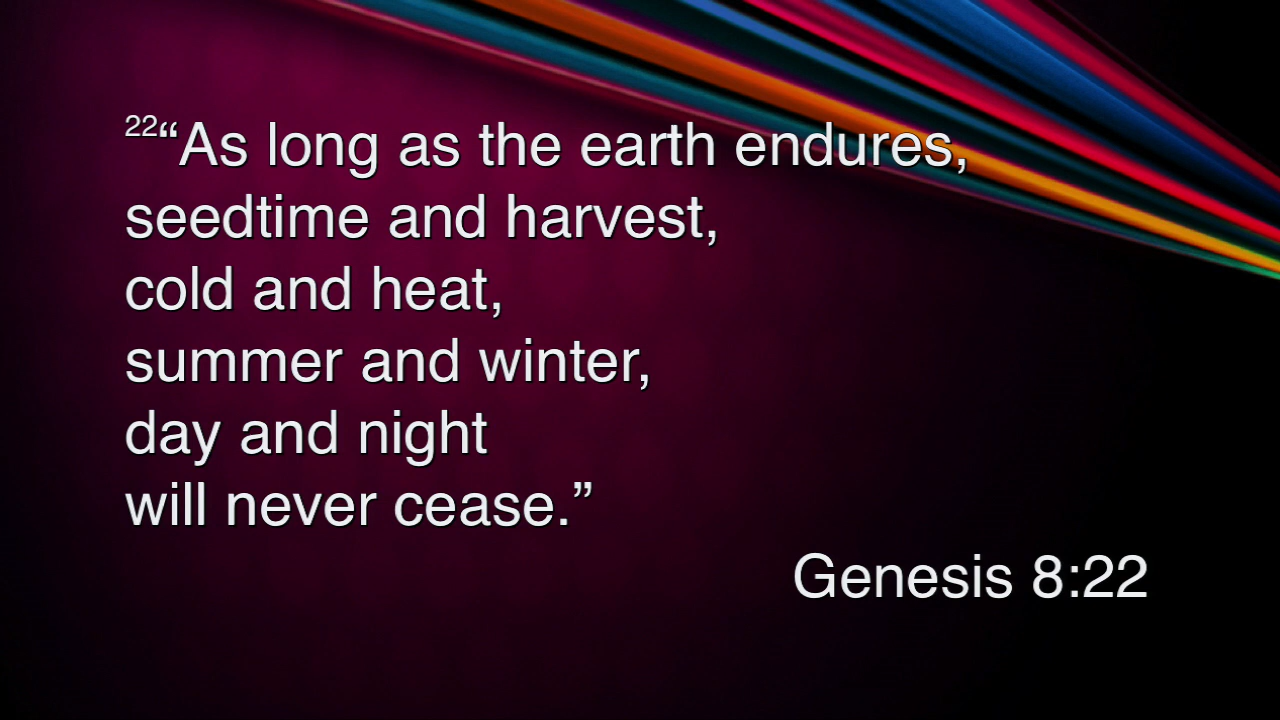 22“As long as the earth endures,
seedtime and harvest,
cold and heat,
summer and winter,
day and night
will never cease.”
Genesis 8:22